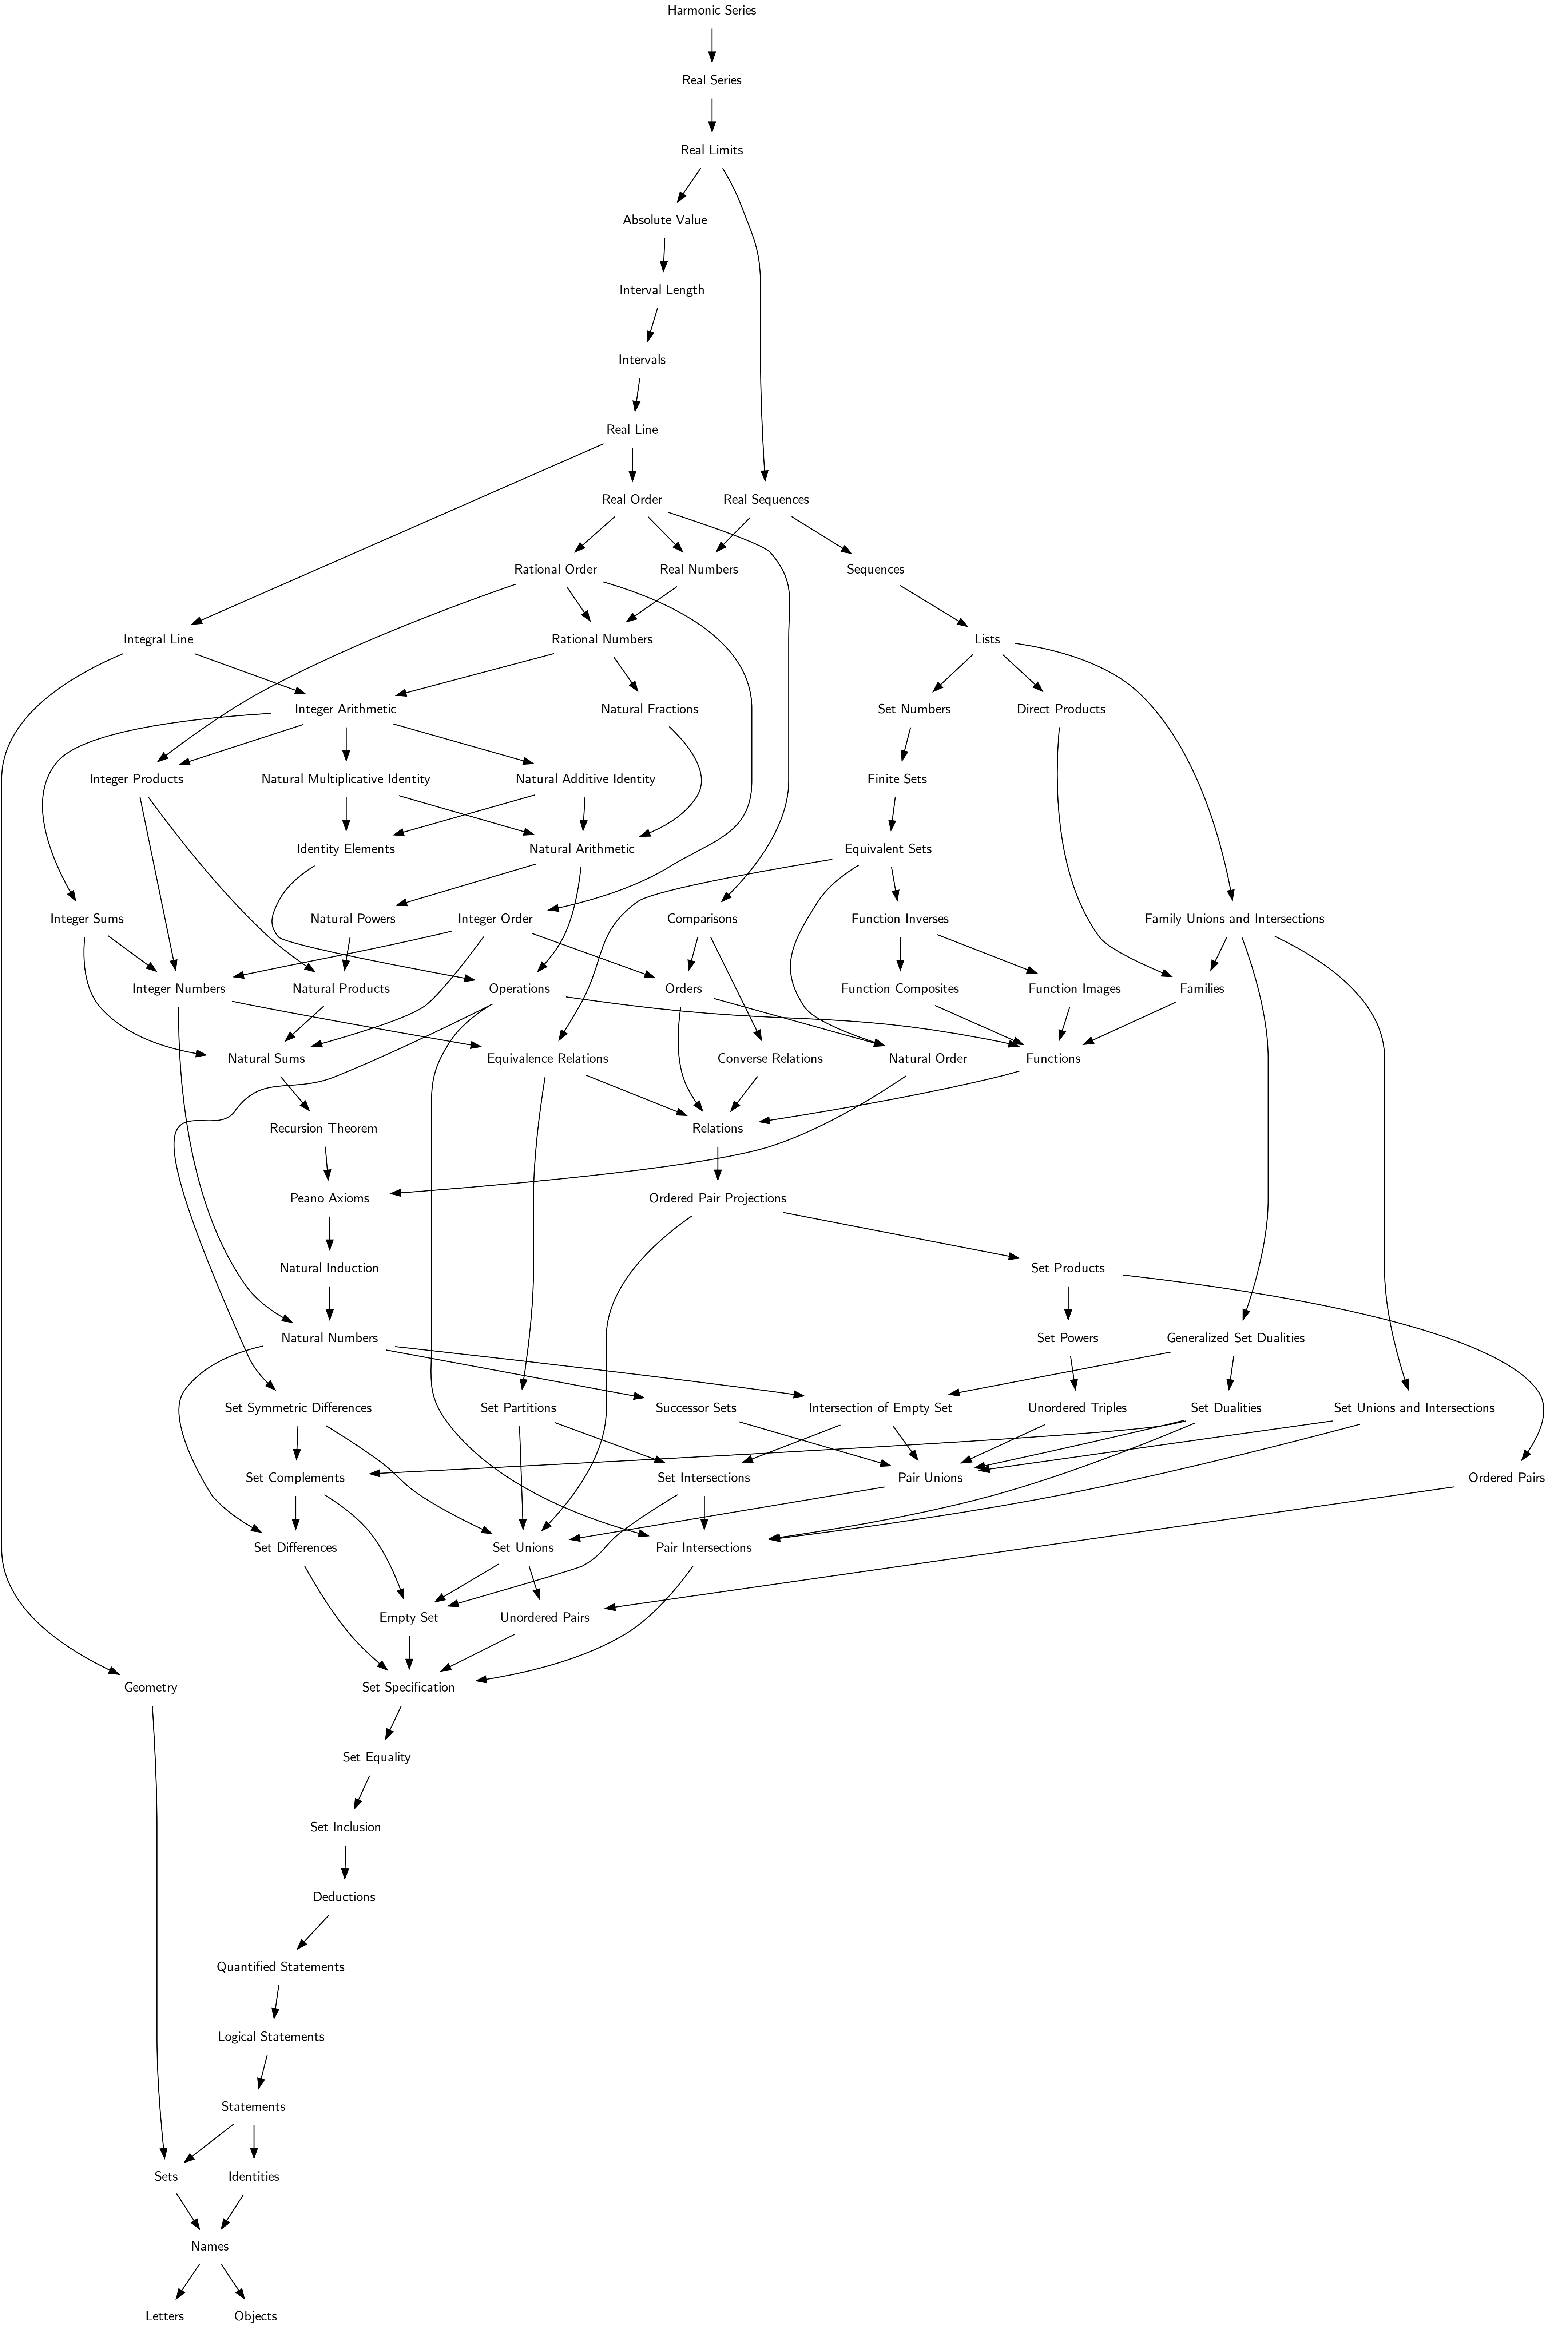 Harmonic Series
Real Series
Real Limits
Absolute Value
Interval Length
Intervals
Real Line
Real Order Real Sequences
Rational Order Real Numbers Sequences
Integral Line Rational Numbers Lists
Integer Arithmetic Natural Fractions Set Numbers Direct Products
Integer Products Natural Multiplicative Identity Natural Additive Identity Finite Sets
Identity Elements Natural Arithmetic Equivalent Sets
Integer Sums Natural Powers Integer Order Comparisons Function Inverses Family Unions and Intersections
Integer Numbers Natural Products Operations Orders Function Composites Function Images Families
Natural Sums Equivalence Relations Converse Relations Natural Order Functions
Recursion Theorem Relations
Peano Axioms Ordered Pair Projections
Natural Induction Set Products
Natural Numbers Set Powers Generalized Set Dualities
Set Symmetric Differences Set Partitions Successor Sets Intersection of Empty Set Unordered Triples Set Dualities Set Unions and Intersections
Set Complements Set Intersections Pair Unions Ordered Pairs
Set Differences Set Unions Pair Intersections
Empty Set Unordered Pairs
Geometry Set Specification
Set Equality
Set Inclusion
Deductions
Quantified Statements
Logical Statements
Statements
Sets Identities
Names
Letters Objects